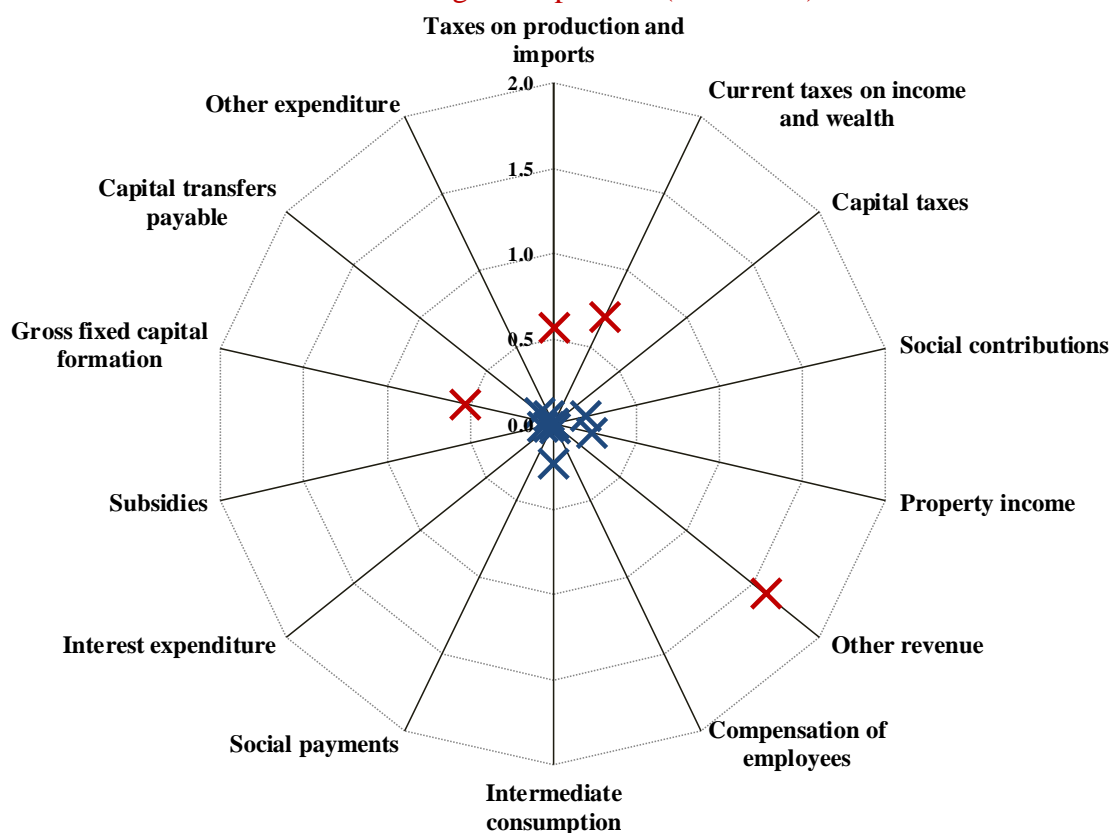 Taxes on production and
imports
2.0
Other expenditure
Current taxes on income
and wealth
1.5
Capital transfers
payable
Capital taxes
1.0
Gross fixed capital
formation
0.5
Social contributions
0.0
Subsidies
Property income
Interest expenditure
Other revenue
Social payments
Compensation of
employees
Intermediate
consumption